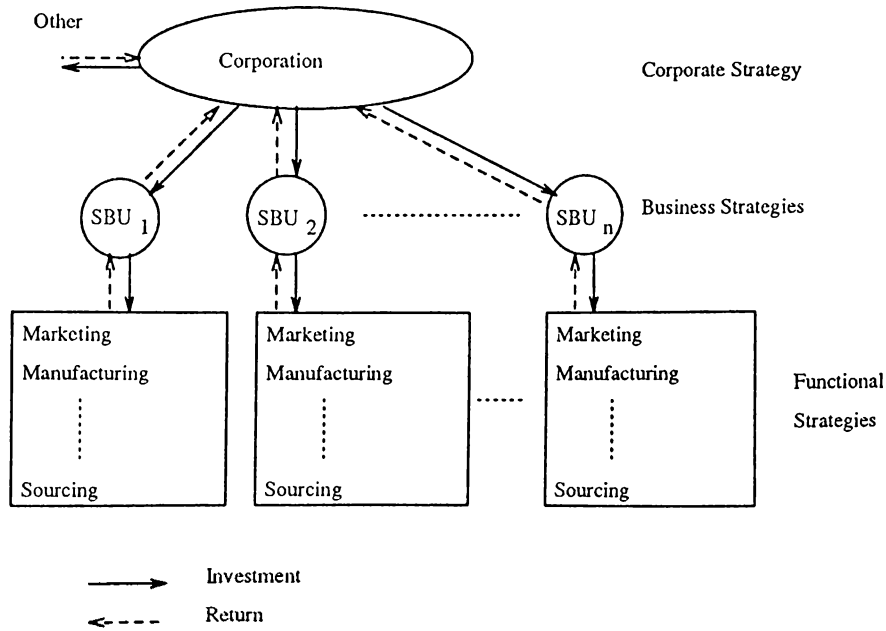 Other
Corporation
Corporate Strategy
SBU 1
SBU 2
SBU n
Business Strategies
Marketing
Manufacturing
Sourcing
Marketing
Manufacturing
Sourcing
Marketing
Manufacturing
Sourcing
Functional
Strategies
Investment
Return